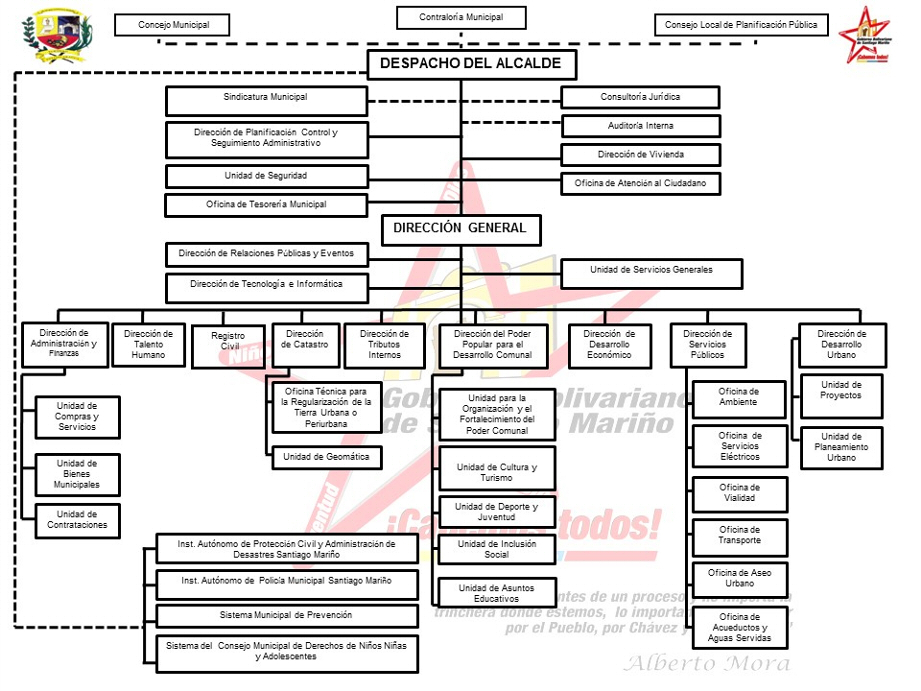 Concejo Municipal
Contraloría Municipal
Consejo Local de Planificación Pública
Gobierno Bolivariano
de Santiago Mariño
¡Cabemos todos!
DESPACHO DEL ALCALDE
Sindicatura Municipal
Consultoría Jurídica
Dirección de Planificación Control y
Seguimiento Administrativo
Auditoría Interna
Dirección de Vivienda
Unidad de Seguridad
Oficina de Atención al Ciudadano
Oficina de Tesorería Municipal
DIRECCIÓN GENERAL
Dirección de Relaciones Públicas y Eventos
Unidad de Servicios Generales
Dirección de Tecnología e Informática
Dirección de
Administración y
Finanzas
Dirección de
Talento
Humano
Registro
Civil
Dirección
de Catastro
Dirección de
Tributos
Internos
Dirección del Poder
Popular para el
Desarrollo Comunal
Dirección de
Desarrollo
Económico
Dirección de
Servicios
Públicos
Dirección de
Desarrollo
Urbano
Unidad de
Compras y
Servicios
Unidad de
Bienes
Municipales
Unidad de
Contrataciones
Oficina Técnica para
la Regularización de la
Tierra Urbana o
Periurbana
Unidad de Geomática
Unidad para la
Organización y el
Fortalecimiento del
Poder Comunal
Unidad de Cultura y
Turismo
Unidad de Deporte y
Juventud
Unidad de Inclusión
Social
Unidad de Asuntos
Educativos
Oficina de
Ambiente
Oficina de
Servicios
Eléctricos
Oficina de
Vialidad
Oficina de
Transporte
Oficina de Aseo
Urbano
Oficina de
Acueductos y
Aguas Servidas
Unidad de
Proyectos
Unidad de
Planeamiento
Urbano
Inst. Autónomo de Protección Civil y Administración de
Desastres Santiago Mariño
Inst. Autónomo de Policía Municipal Santiago Mariño
Sistema Municipal de Prevención
Sistema del Consejo Municipal de Derechos de Niños Niñas
y Adolescentes
de Mariño
todos!
antes de un proceso, no importa la
trinchera donde estemos, lo importa
por el Pueblo, por Chávez y
Alberto Mora